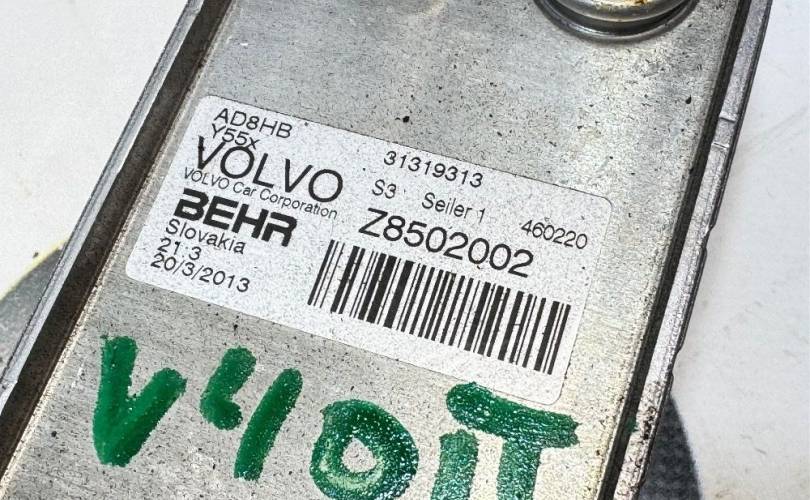 AD8HB
Y55x
VOLVO
VOLVO Car Corporation
BEHR
Slovakia
21.3
20/3/2013
31319313
S3 Seiler 1 460220
Z8502002
V40IT